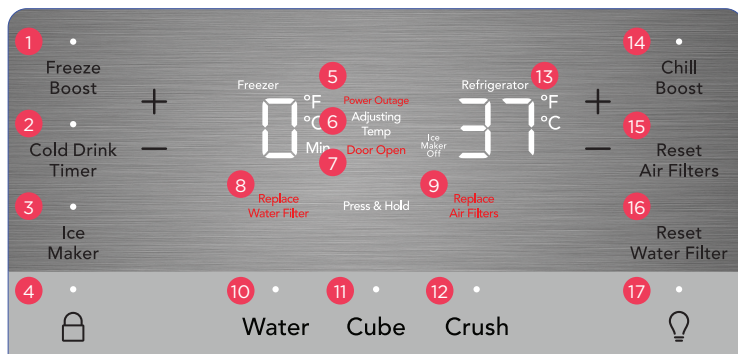 1
Freeze
Boost
+
−
2
Cold Drink
Timer
3
Ice
Maker
4
Freezer
0
°F
°C
Min
5
Power Outage
6
Adjusting
Temp
7
Door Open
8
Replace
Water Filter
Press & Hold
9
Replace
Air Filters
Refrigerator
13
Ice
Maker
Off
37
°F
°C
+
−
14
Chill
Boost
15
Reset
Air Filters
16
Reset
Water Filter
10
Water
11
Cube
12
Crush
17